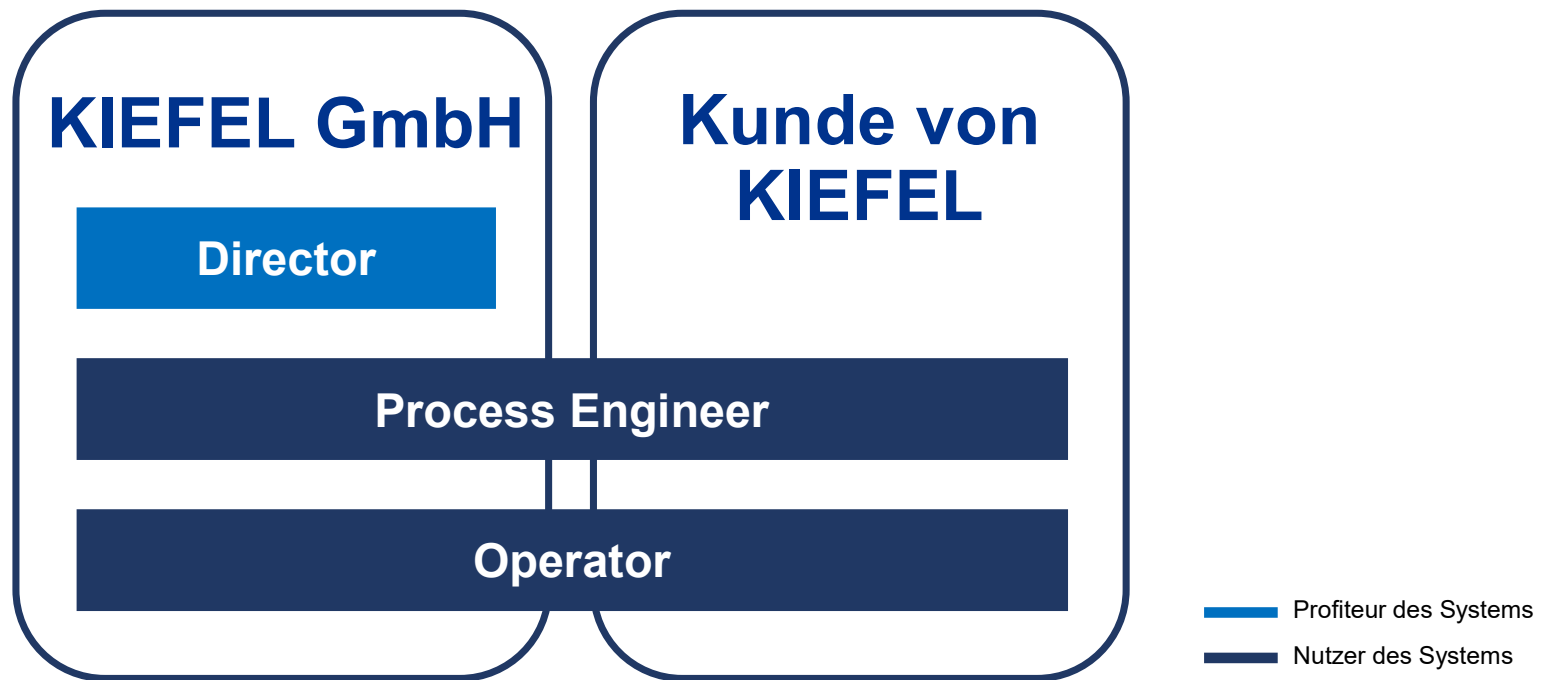 KIEFEL GmbH
Kunde von
KIEFEL
Director
Process Engineer
Operator
Profiteur des Systems
Nutzer des Systems